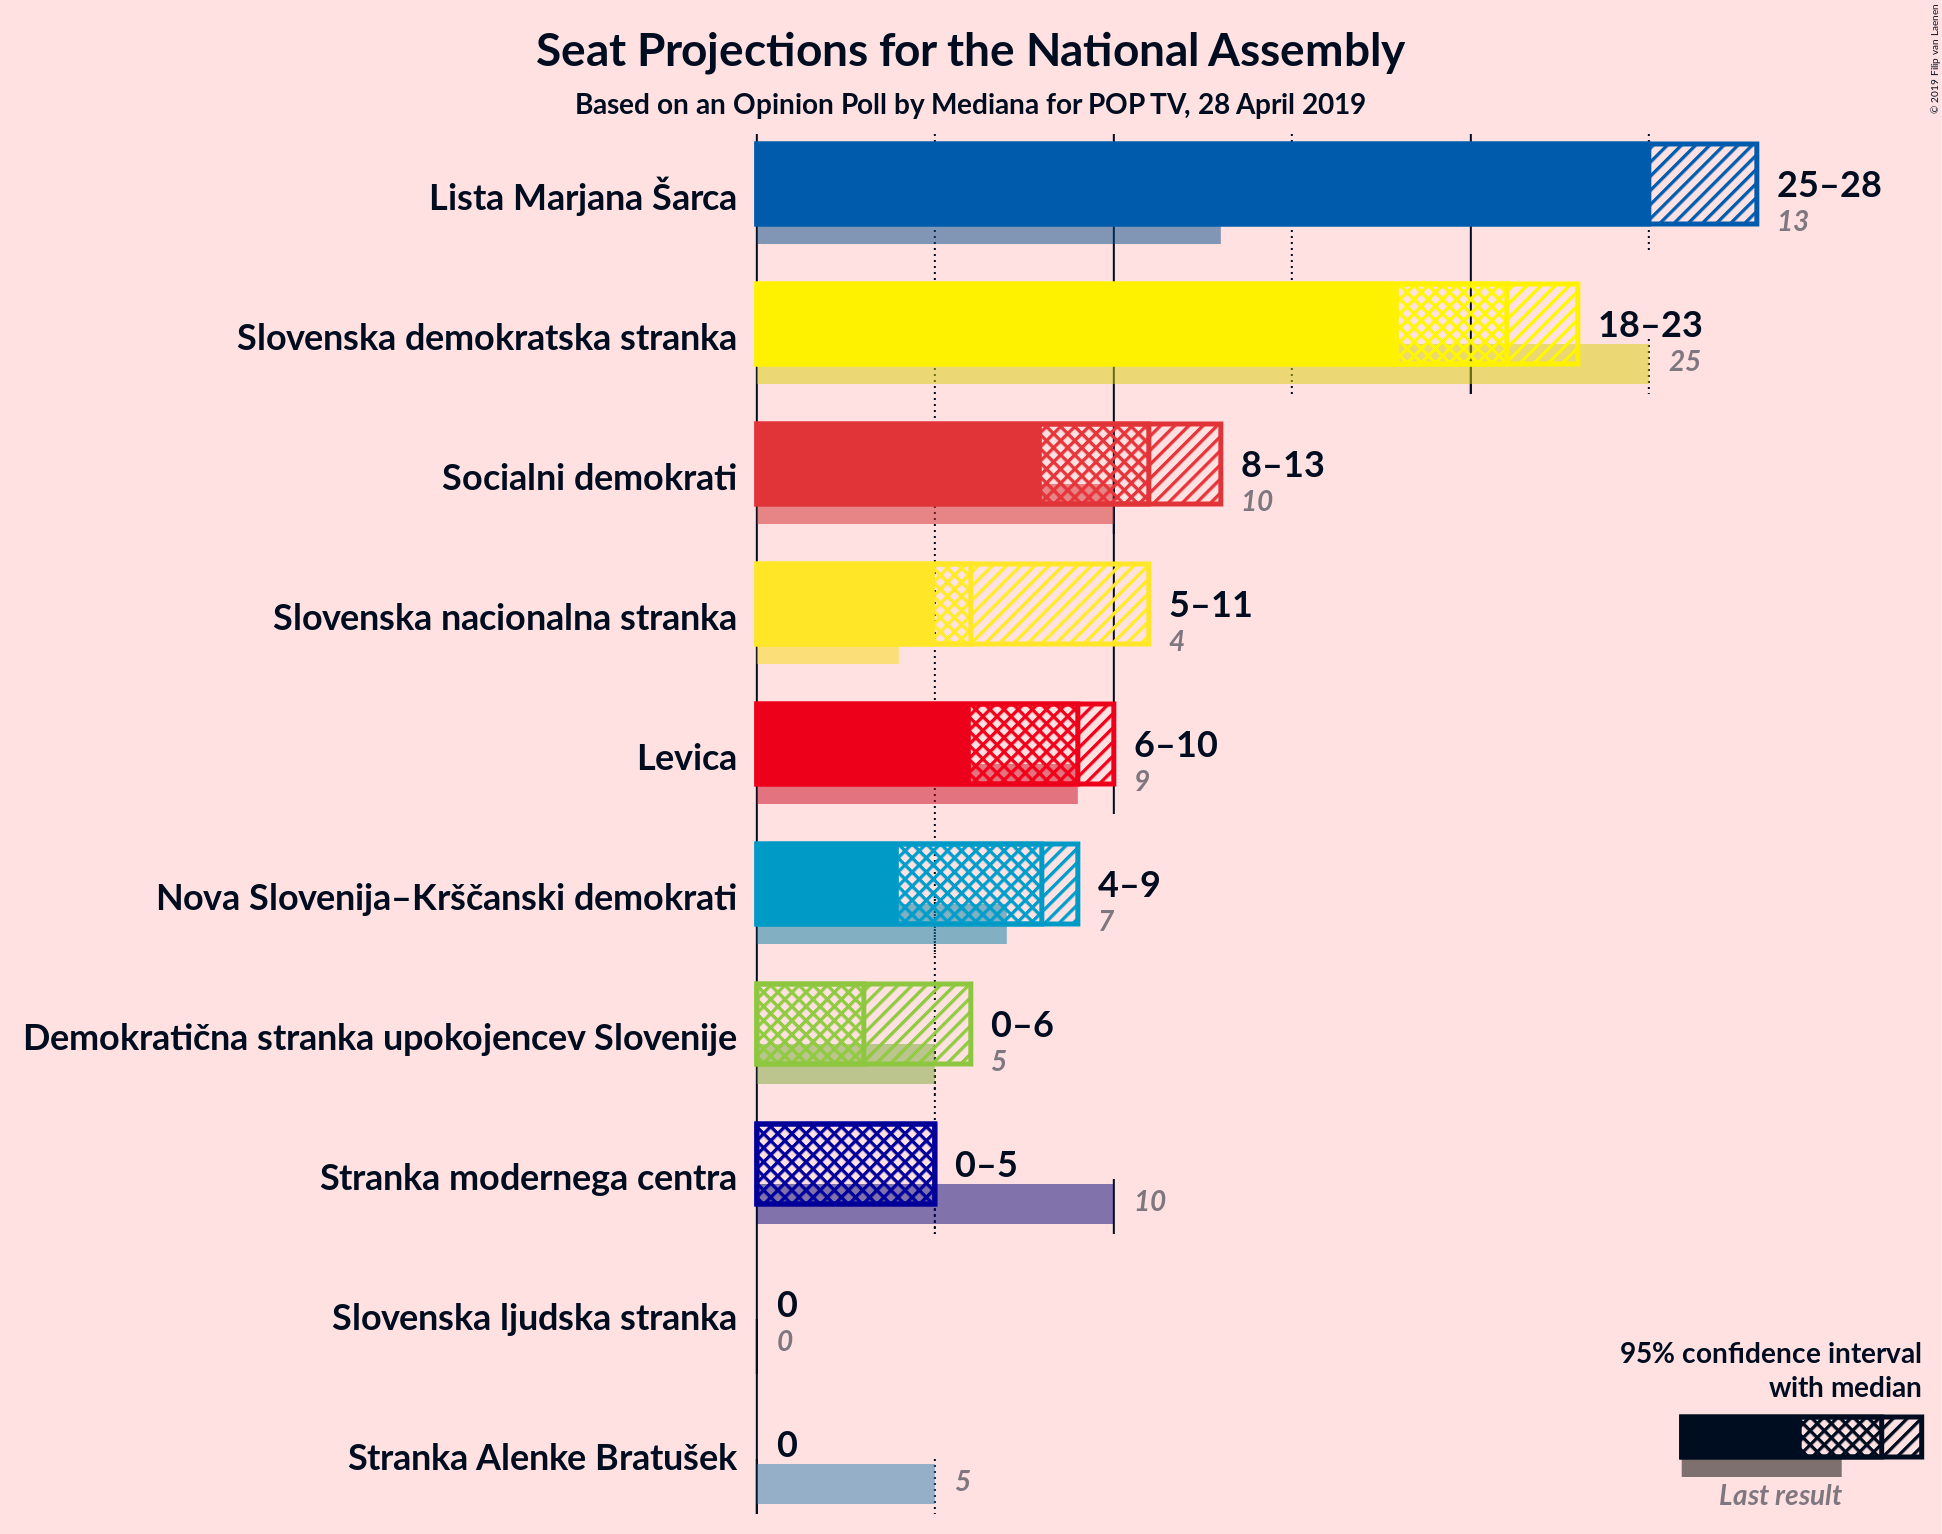 Seat Projections for the National Assembly
Based on an Opinion Poll by Mediana for POP TV, 28 April 2019
© 2019 Filip van Laenen
Lista Marjana Šarca
25–28
13
Slovenska demokratska stranka
18–23
25
Socialni demokrati
8–13
10
Slovenska nacionalna stranka
5–11
4
Levica
6–10
9
Nova Slovenija–Krščanski demokrati
4–9
7
Demokratična stranka upokojencev Slovenije
0–6
5
Stranka modernega centra
0–5
10
Slovenska ljudska stranka
0
0
Stranka Alenke Bratušek
0
5
95% confidence interval
with median
Last result